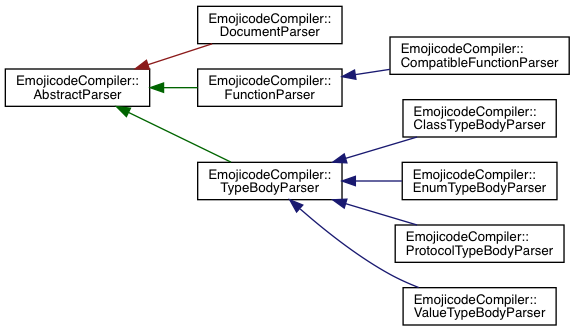 EmojicodeCompiler::
DocumentParser
EmojicodeCompiler::
CompatibleFunctionParser
EmojicodeCompiler::
AbstractParser
EmojicodeCompiler::
FunctionParser
EmojicodeCompiler::
ClassTypeBodyParser
EmojicodeCompiler::
TypeBodyParser
EmojicodeCompiler::
EnumTypeBodyParser
EmojicodeCompiler::
ProtocolTypeBodyParser
EmojicodeCompiler::
ValueTypeBodyParser